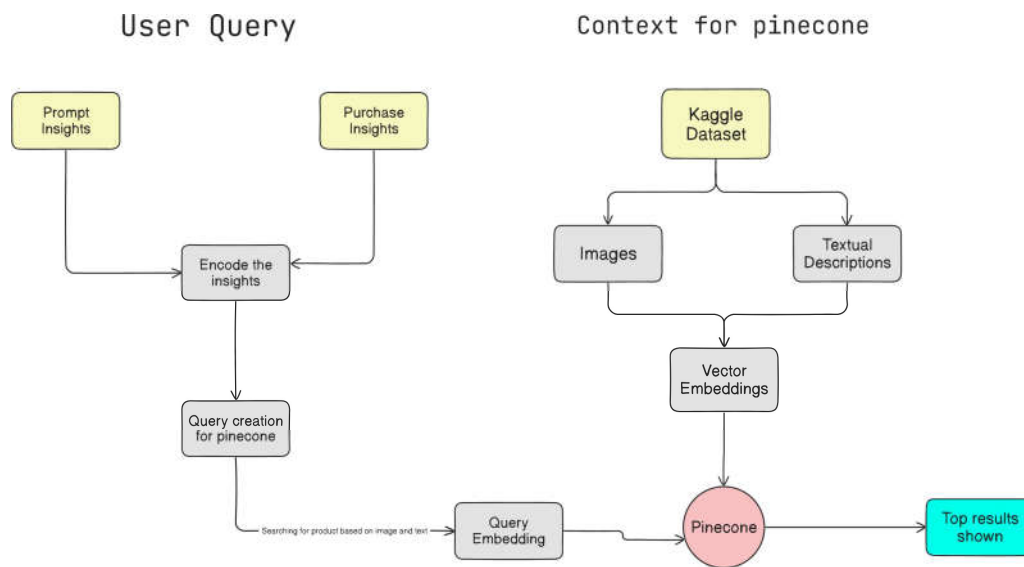 User Query
Context for pinecone
Prompt
Insights
Purchase
Insights
Kaggle
Dataset
Encode the
insights
Images
Textual
Descriptions
Vector
Embeddings
Query creation
for pinecone
Searching for product based on image and text
Query
Embedding
Pinecone
Top results
shown